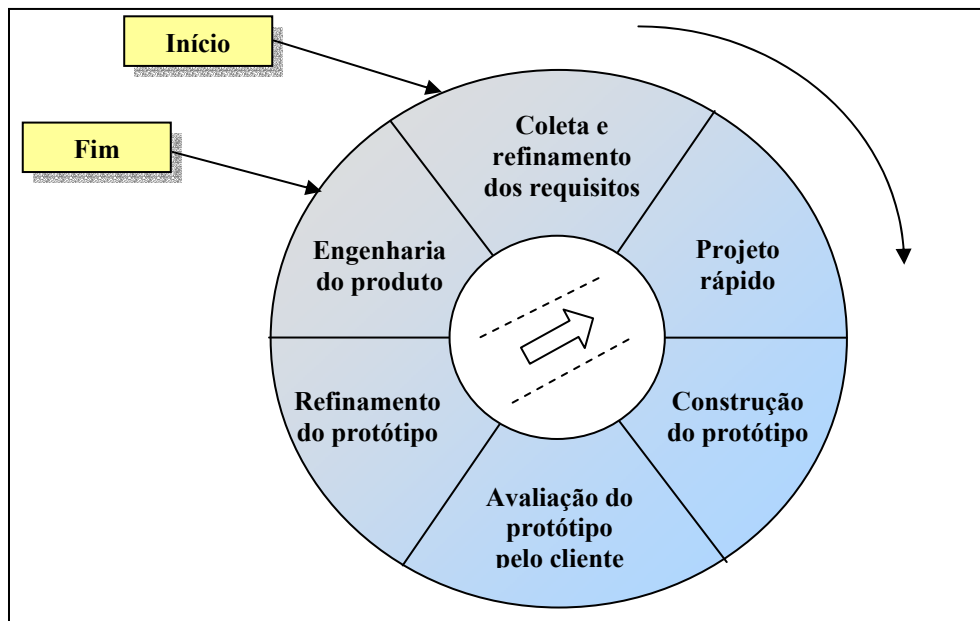 Início
Fim
Coleta e
refinamento
dos requisitos
Projeto
rápido
Construção
do protótipo
Avaliação do
protótipo
pelo cliente
Refinamento
do protótipo
Engenharia
do produto